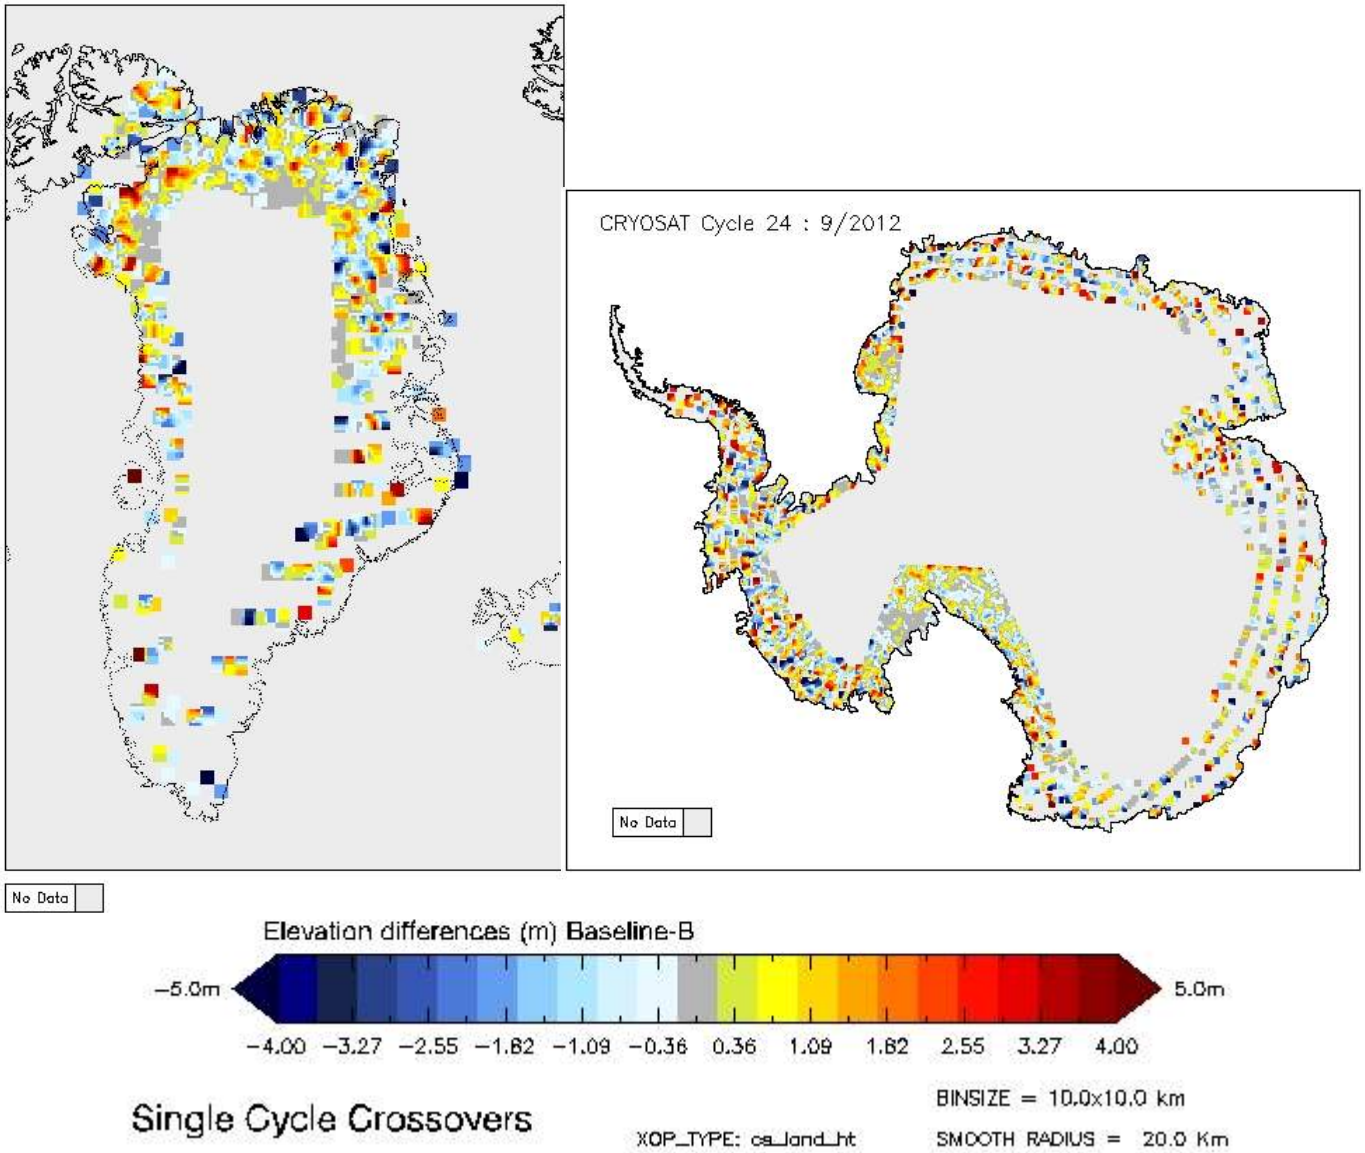 CRYOSAT Cycle 24 : 9/2012
No Data
No Data
Elevation differences (m) Baseline-B
−5.0m
5.0m
−4.00 −3.27 −2.55 −1.82 −1.09 −0.36 0.36 1.09 1.82 2.55 3.27 4.00
BINSIZE = 10.0x10.0 km
Single Cycle Crossovers
XOP_TYPE: cs_land_ht
SMOOTH RADIUS = 20.0 Km